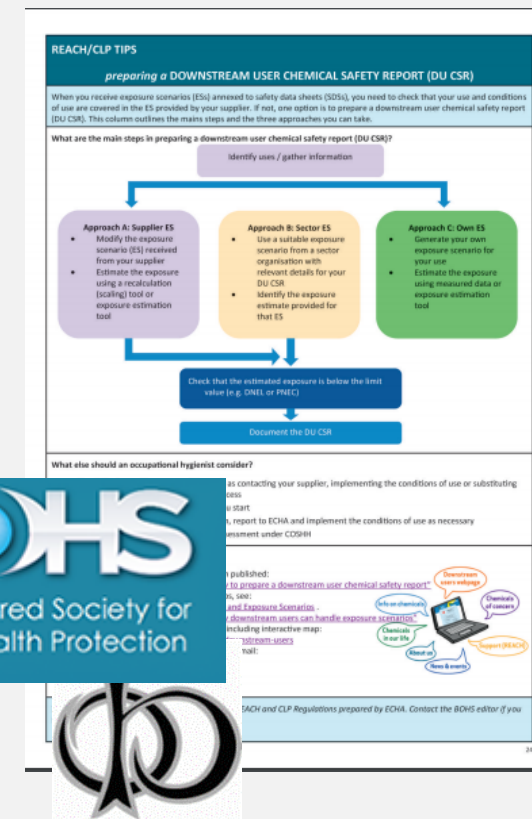 REACH/CLP TIPS
preparing a DOWNSTREAM USER CHEMICAL SAFETY REPORT (DU CSR)
When you receive exposure scenarios (ESs) annexed to safety data sheets (SDSs), you need to check that your use and conditions
of use are covered in the ES provided by your supplier. If not, one option is to prepare a downstream user chemical safety report
(DU CSR). This column outlines the mains steps and the three approaches you can take.
What are the main steps in preparing a downstream user chemical safety report (DU CSR)?
Identify uses / gather information
Approach A: Supplier ES
• Modify the exposure
scenario (ES) received
from your supplier
• Estimate the exposure
using a recalculation
(scaling) tool or
exposure estimation
tool
Approach B: Sector ES
• Use a suitable exposure
scenario from a sector
organisation with
relevant details for your
DU CSR
• Identify the exposure
estimate provided for
that ES
Approach C: Own ES
• Generate your own
exposure scenario for
your use
• Estimate the exposure
using measured data or
exposure estimation
tool
Check that the estimated exposure is below the limit
value (e.g. DNEL or PNEC)
Document the DU CSR
What else should an occupational hygienist consider?
as contacting your supplier, implementing the conditions of use or substituting
cess
u start
, report to ECHA and implement the conditions of use as necessary
essment under COSHH
OHS
red Society for
alth Protection
n published:
y to prepare a downstream user chemical safety report"
os, see:
and Exposure Scenarios .
y downstream users can handle exposure scenarios"
including interactive map:
nstream-users
mail:
Downstream
users webpage
Info on chemicals
Chemicals
of concern
Chemicals
in our life
Support (REACH)
About us
News & events
EACH and CLP Regulations prepared by ECHA. Contact the BOHS editor if you
24